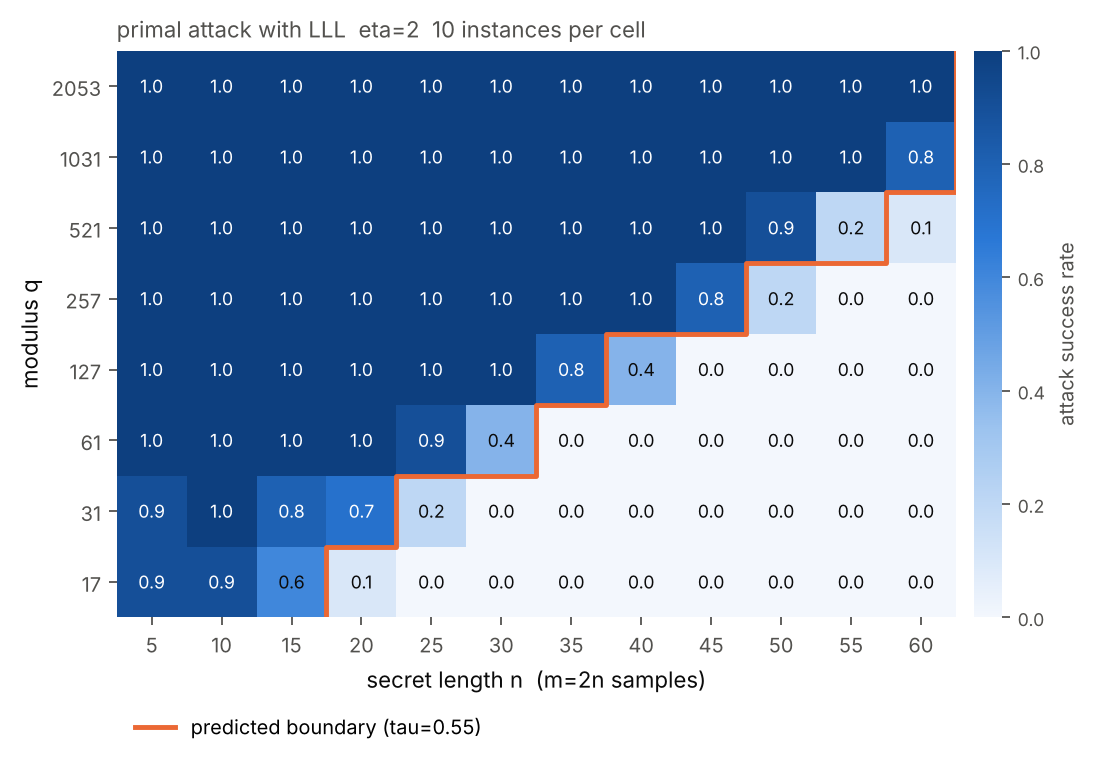 primal attack with LLL eta=2 10 instances per cell
2053 1.0 1.0 1.0 1.0 1.0 1.0 1.0 1.0 1.0 1.0 1.0 1.0
1031 1.0 1.0 1.0 1.0 1.0 1.0 1.0 1.0 1.0 1.0 1.0 0.8
521 1.0 1.0 1.0 1.0 1.0 1.0 1.0 1.0 1.0 0.9 0.2 0.1
257 1.0 1.0 1.0 1.0 1.0 1.0 1.0 1.0 0.8 0.2 0.0 0.0
127 1.0 1.0 1.0 1.0 1.0 1.0 0.8 0.4 0.0 0.0 0.0 0.0
61 1.0 1.0 1.0 1.0 0.9 0.4 0.0 0.0 0.0 0.0 0.0 0.0
31 0.9 1.0 0.8 0.7 0.2 0.0 0.0 0.0 0.0 0.0 0.0 0.0
17 0.9 0.9 0.6 0.1 0.0 0.0 0.0 0.0 0.0 0.0 0.0 0.0
5 10 15 20 25 30 35 40 45 50 55 60
modulus q
secret length n (m=2n samples)
predicted boundary (tau=0.55)
1.0
0.8
0.6
0.4
0.2
0.0
attack success rate